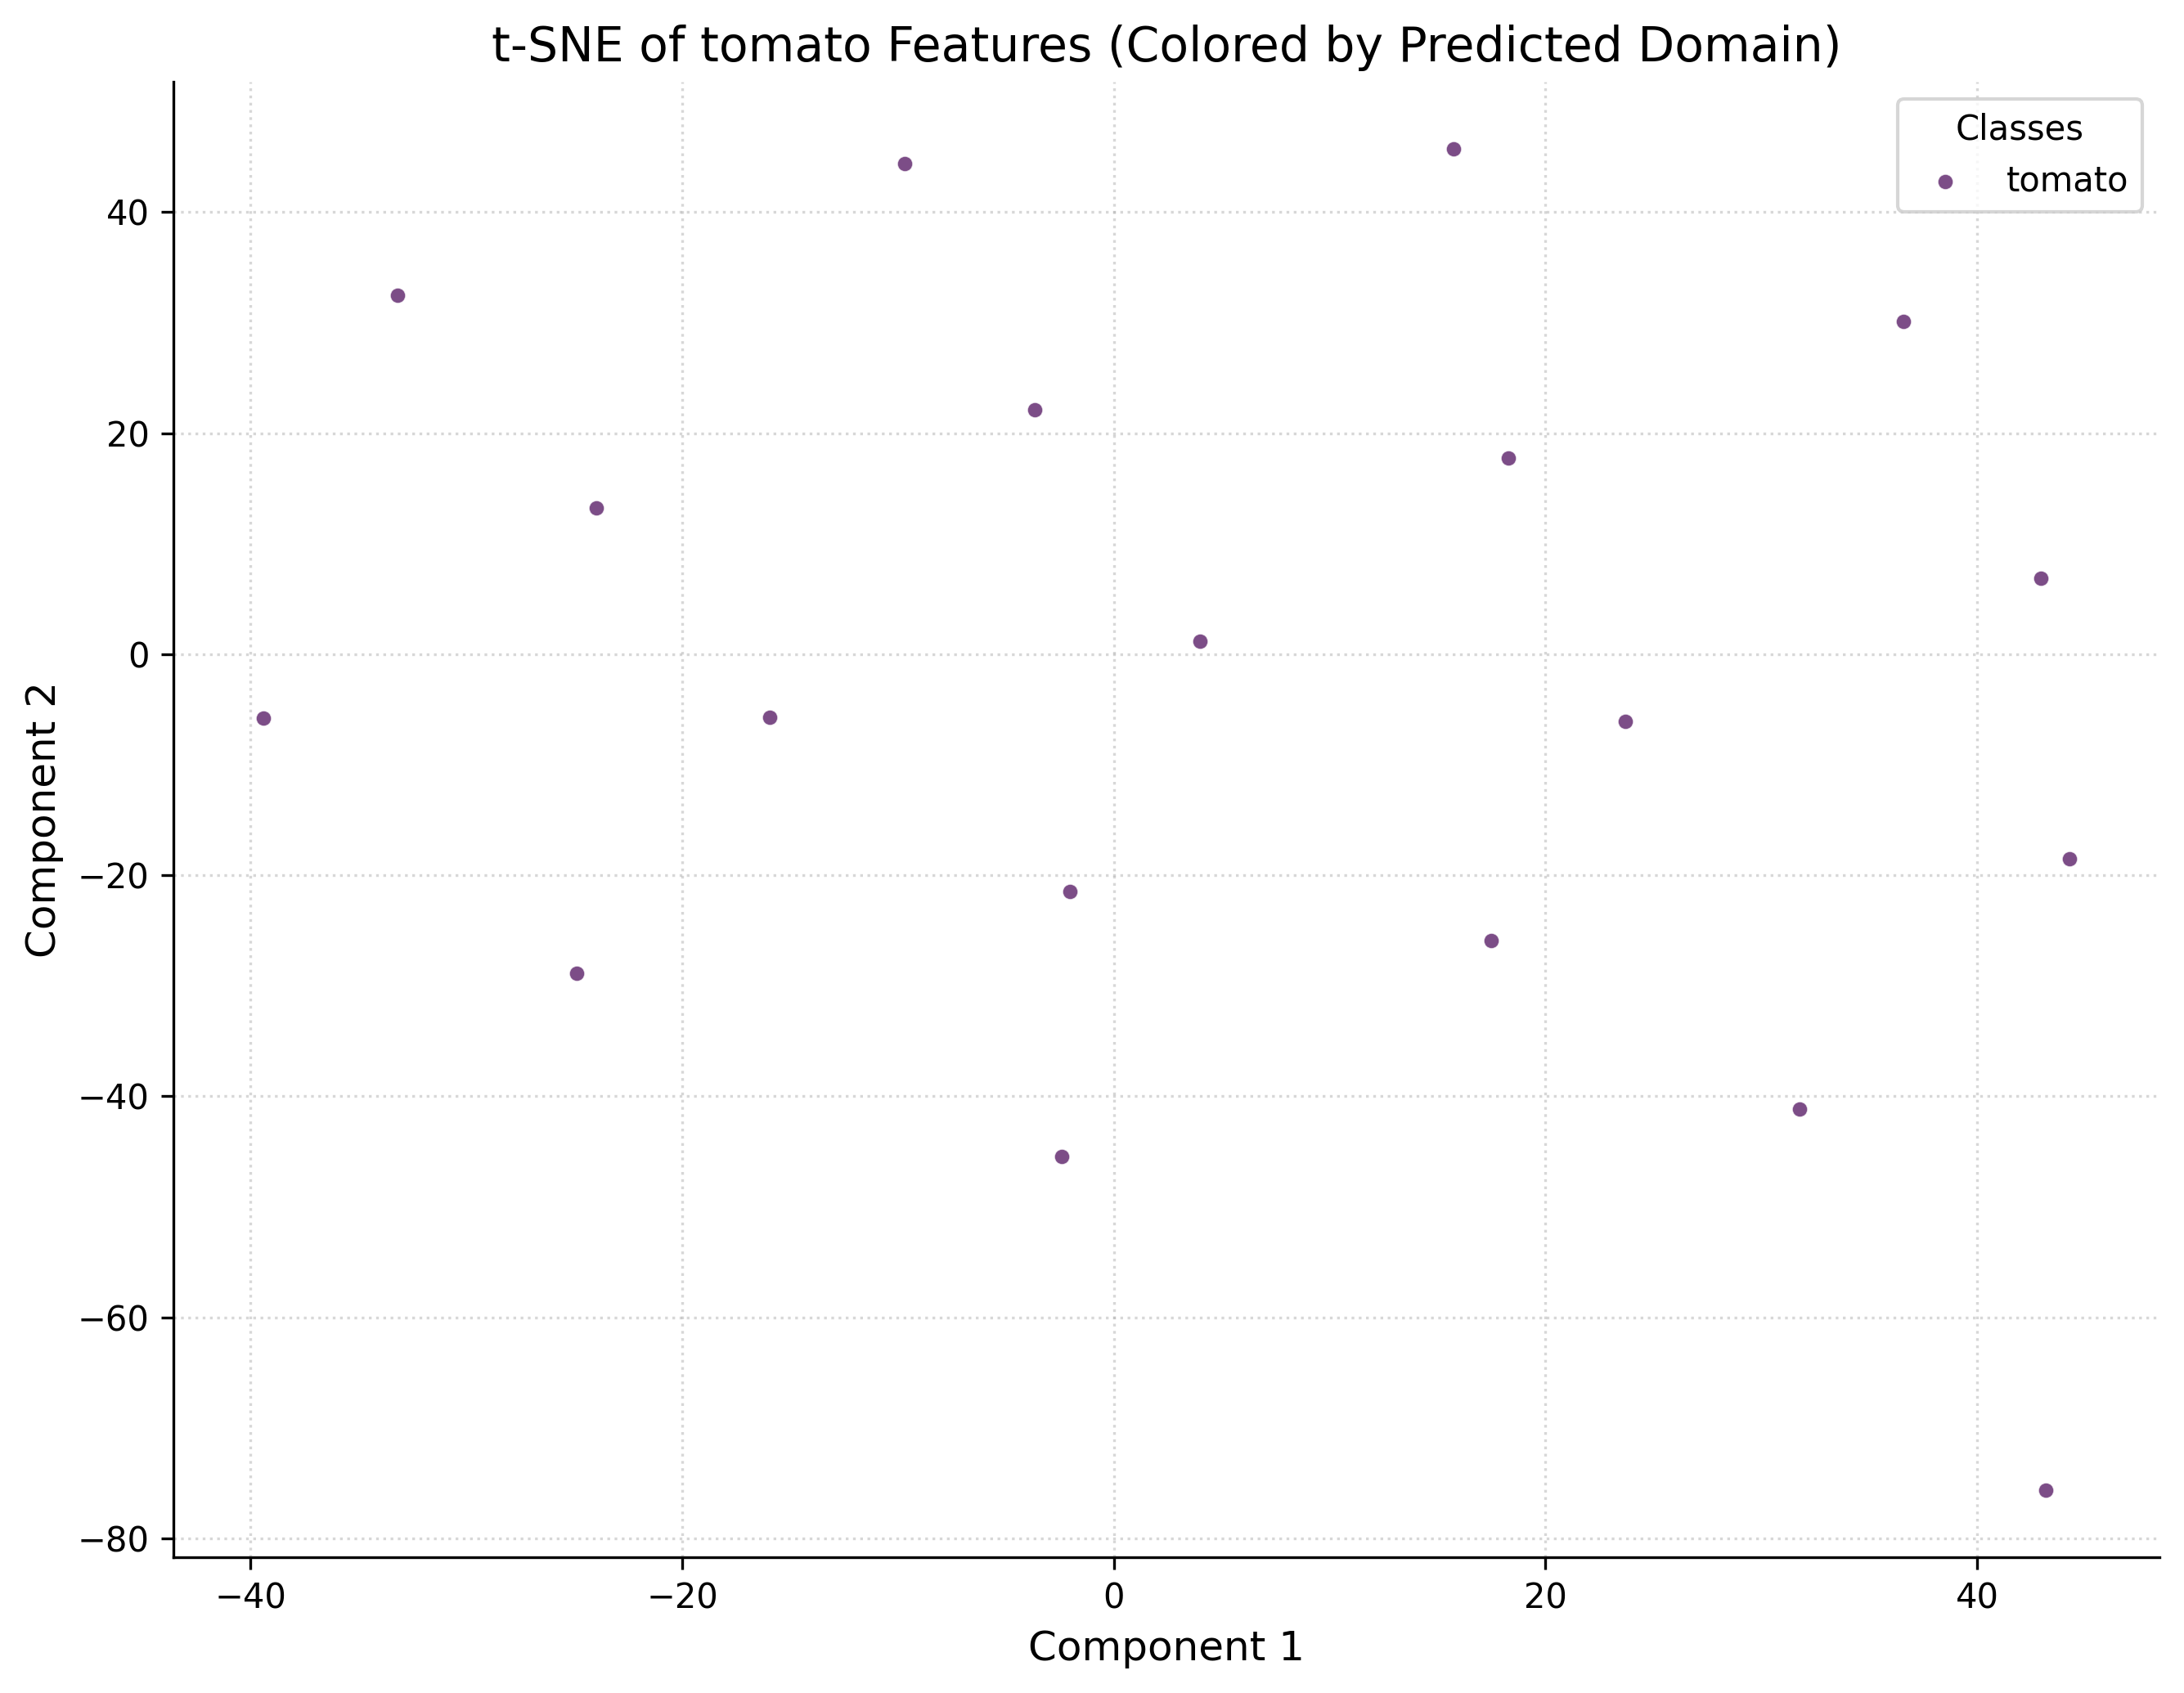 t-SNE of tomato Features (Colored by Predicted Domain)
Classes
tomato
40
20
0
−20
−40
−60
−80
Component 2
−40
−20
0
20
40
Component 1